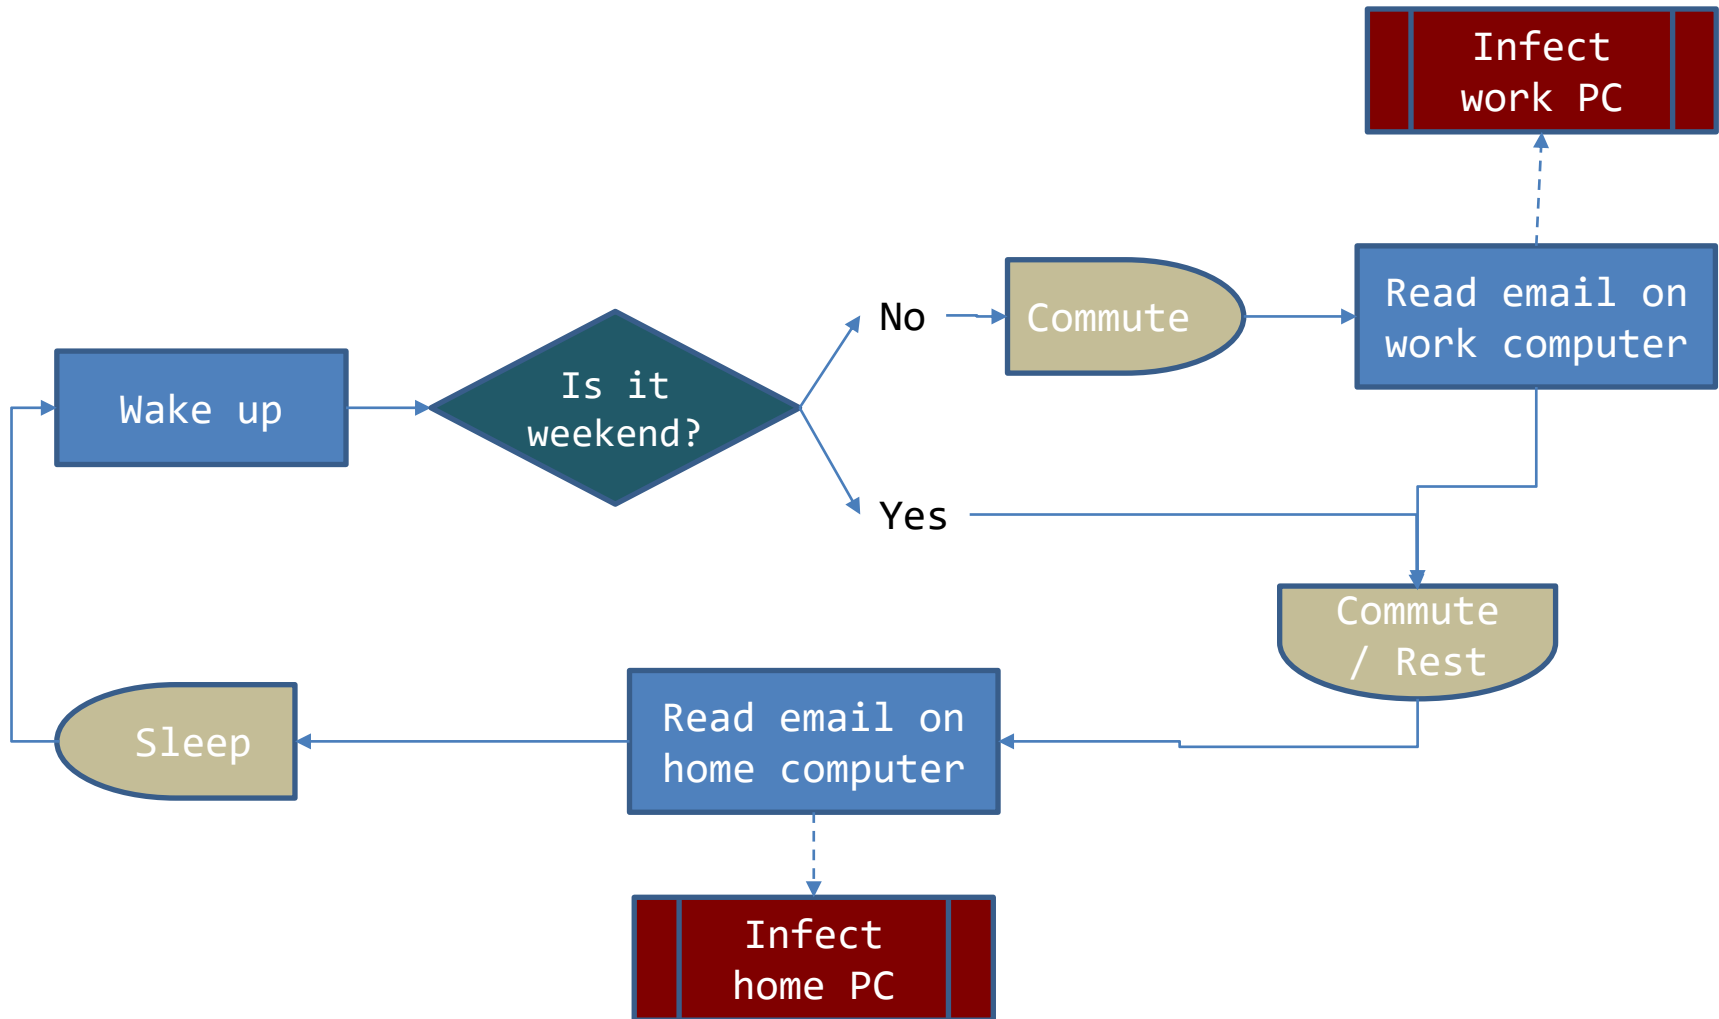 Infect
work PC
Read email on
work computer
No
Commute
Is it
weekend?
Wake up
Yes
Commute
/ Rest
Read email on
home computer
Sleep
Infect
home PC